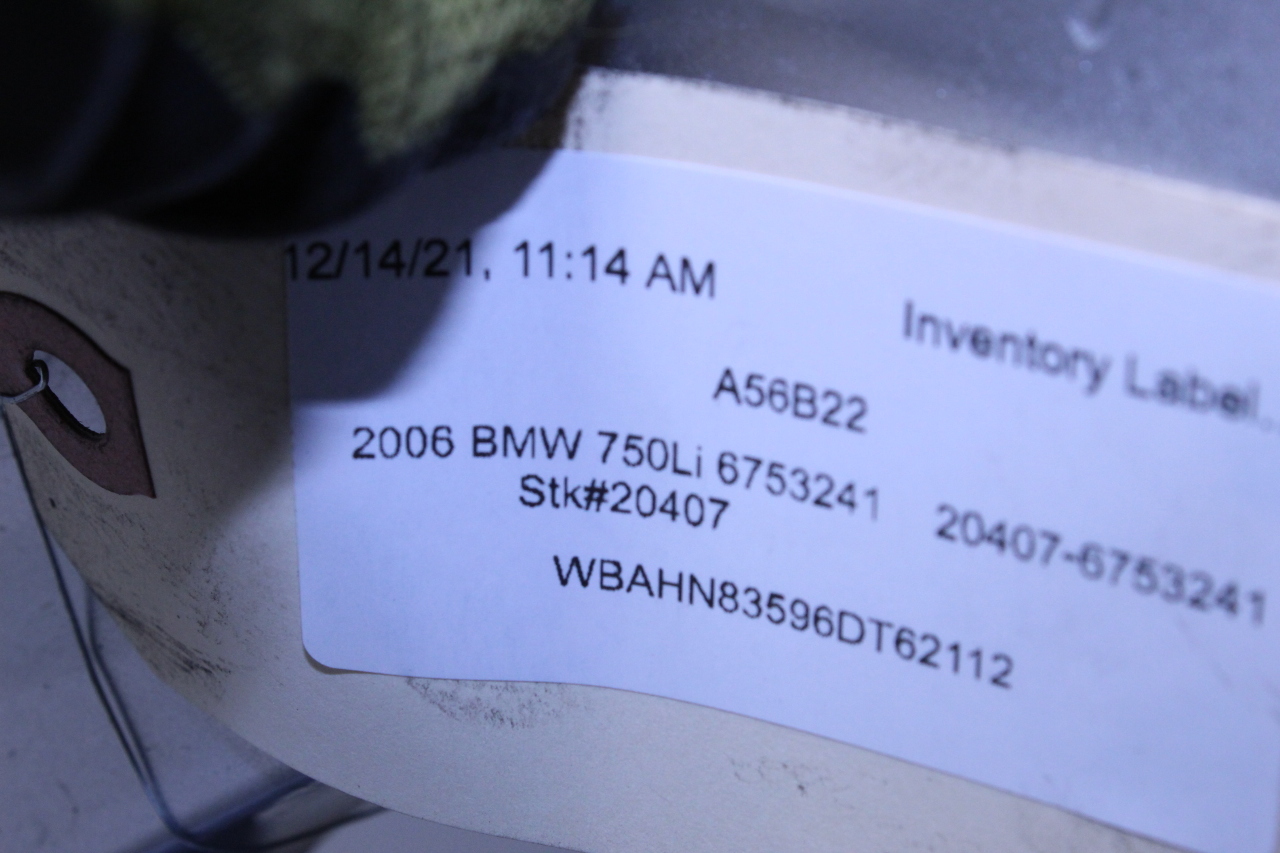 12/14/21, 11:14 AM
Inventory Label...
A56B22
2006 BMW 750Li 6753241 20407-6753241
Stk#20407
WBAHN83596DT62112